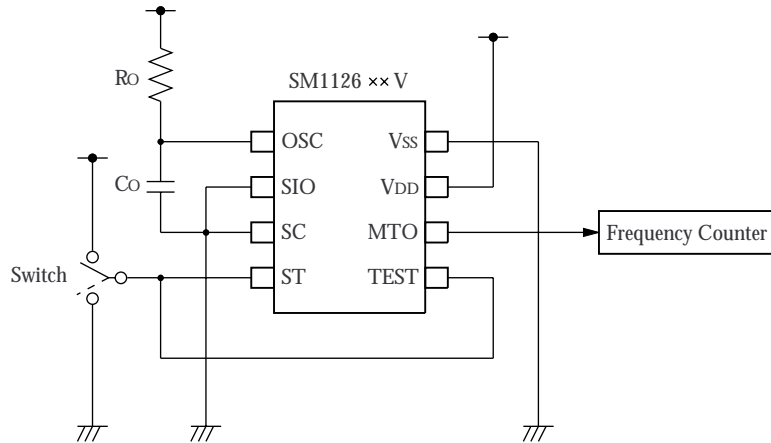 SM1126 ×× V
RO
CO
OSC
SIO
SC
ST
VSS
VDD
MTO
TEST
Switch
Frequency Counter